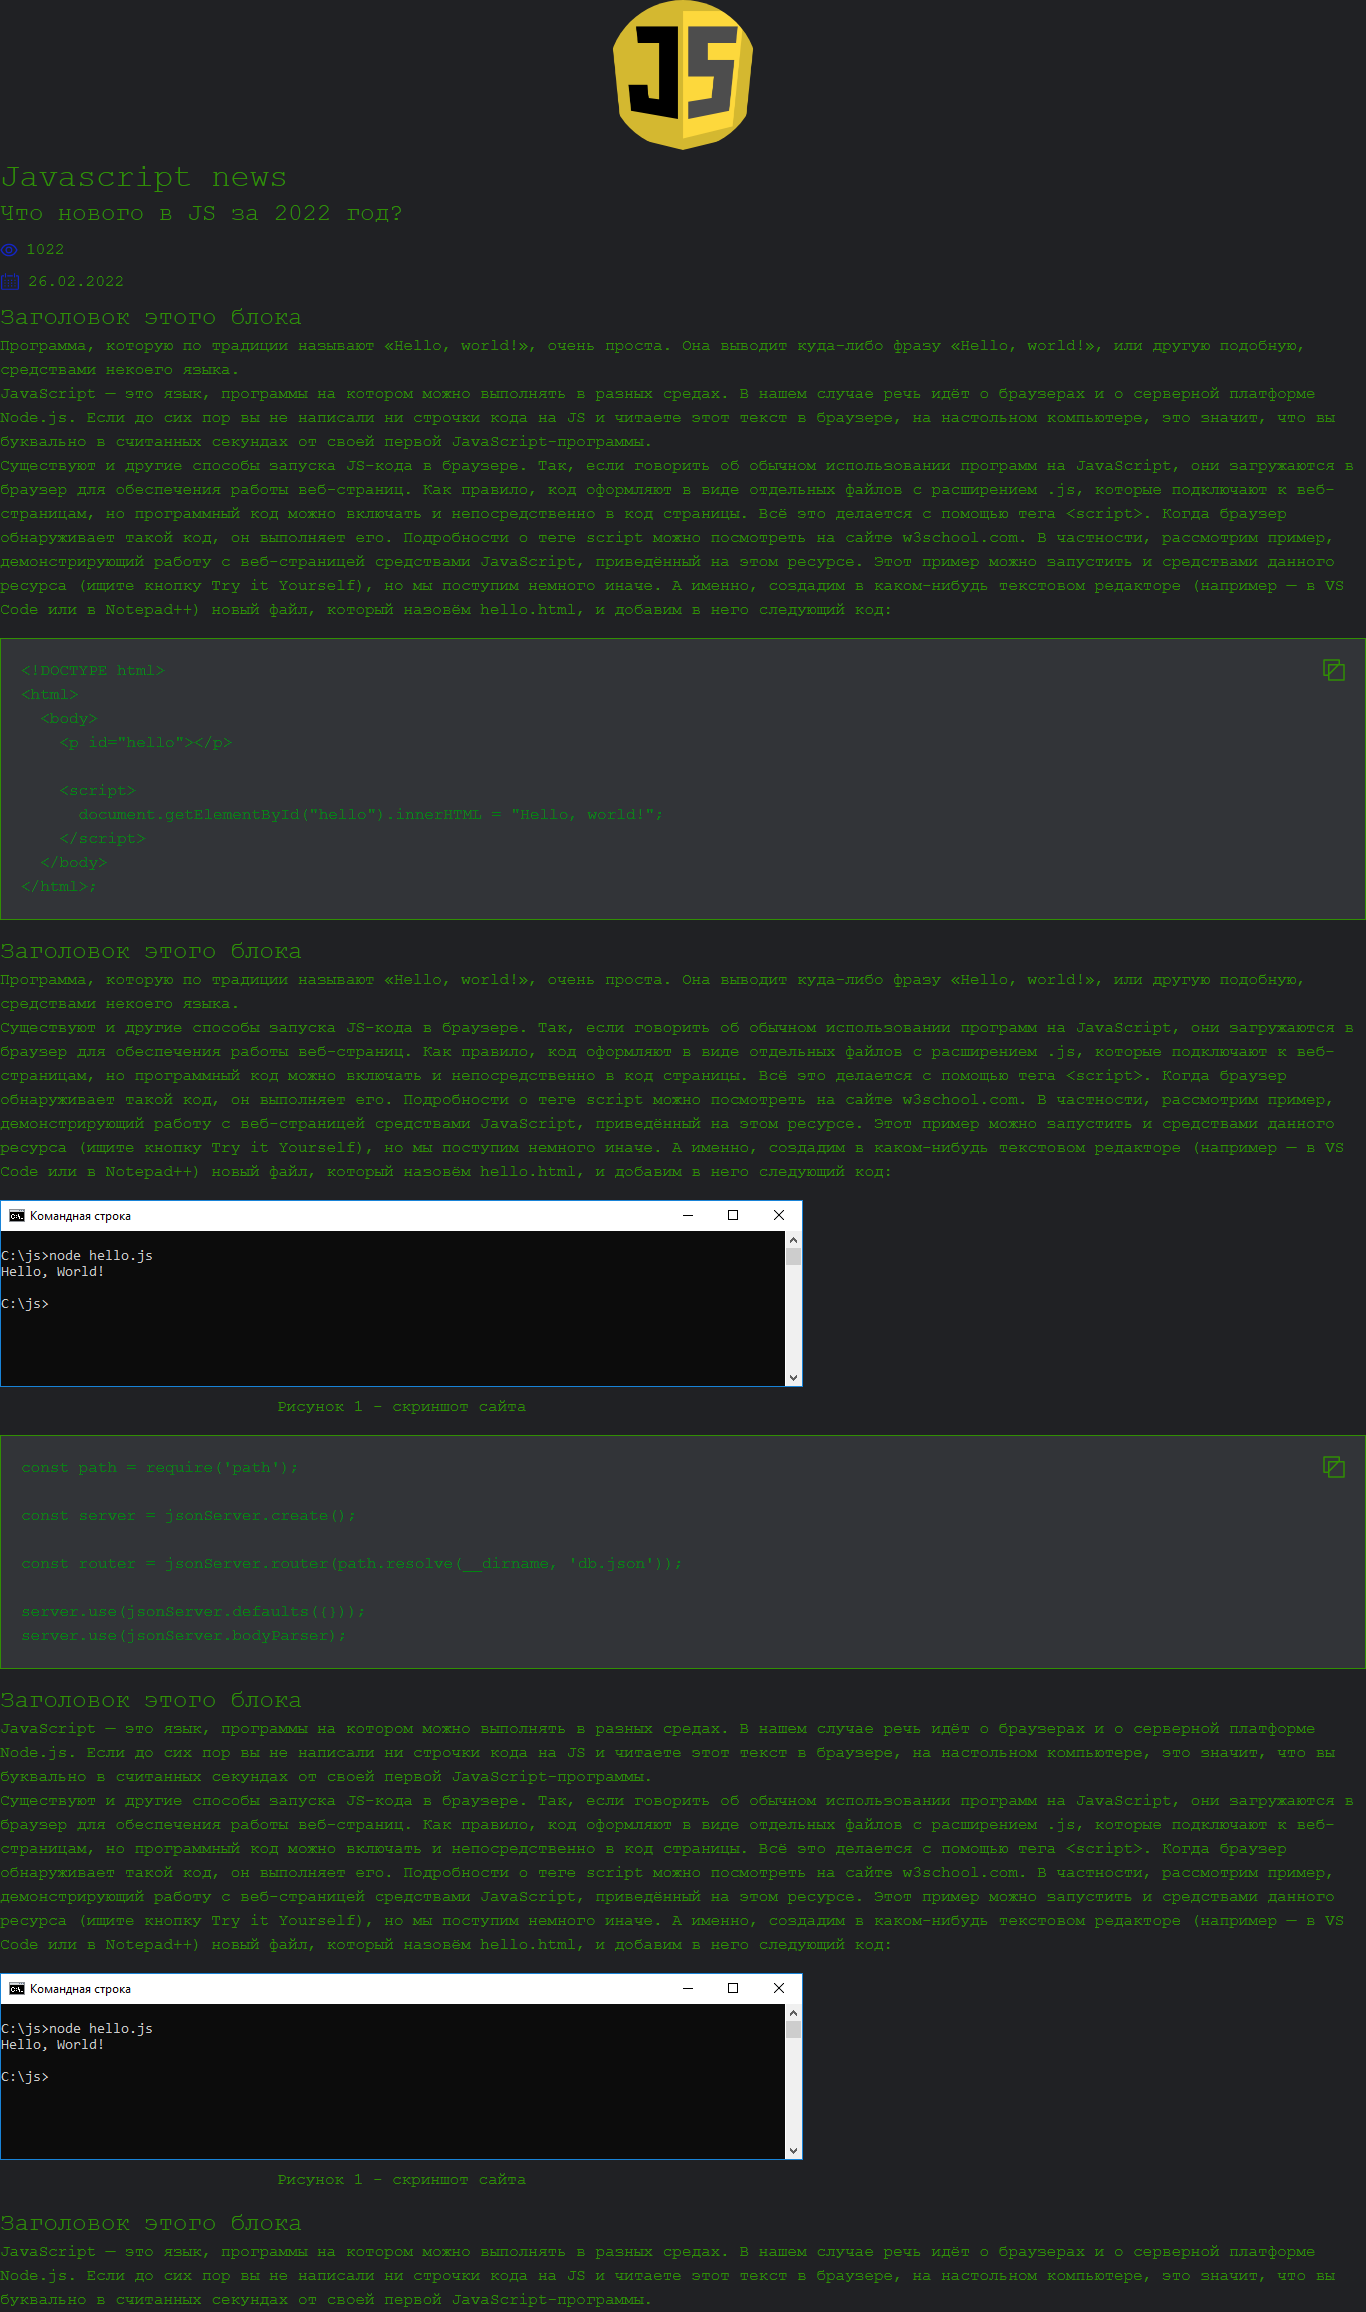 JS
Javascript news
Что нового в JS за 2022 год?
1022
26.02.2022
Заголовок этого блока
Программа, которую по традиции называют «Hello, world!», очень проста. Она выводит куда-либо фразу «Hello, world!», или другую подобную,
средствами некоего языка.
JavaScript — это язык, программы на котором можно выполнять в разных средах. В нашем случае речь идёт о браузерах и о серверной платформе
Node.js. Если до сих пор вы не написали ни строчки кода на JS и читаете этот текст в браузере, на настольном компьютере, это значит, что вы
буквально в считанных секундах от своей первой JavaScript-программы.
Существуют и другие способы запуска JS-кода в браузере. Так, если говорить об обычном использовании программ на JavaScript, они загружаются в
браузер для обеспечения работы веб-страниц. Как правило, код оформляют в виде отдельных файлов с расширением .js, которые подключают к веб-
страницам, но программный код можно включать и непосредственно в код страницы. Всё это делается с помощью тега <script>. Когда браузер
обнаруживает такой код, он выполняет его. Подробности о теге script можно посмотреть на сайте w3school.com. В частности, рассмотрим пример,
демонстрирующий работу с веб-страницей средствами JavaScript, приведённый на этом ресурсе. Этот пример можно запустить и средствами данного
ресурса (ищите кнопку Try it Yourself), но мы поступим немного иначе. А именно, создадим в каком-нибудь текстовом редакторе (например — в VS
Code или в Notepad++) новый файл, который назовём hello.html, и добавим в него следующий код:
<!DOCTYPE html>
<html>
  <body>
    <p id="hello"></p>
    <script>
      document.getElementById("hello").innerHTML = "Hello, world!";
    </script>
  </body>
</html>;
Заголовок этого блока
Программа, которую по традиции называют «Hello, world!», очень проста. Она выводит куда-либо фразу «Hello, world!», или другую подобную,
средствами некоего языка.
Существуют и другие способы запуска JS-кода в браузере. Так, если говорить об обычном использовании программ на JavaScript, они загружаются в
браузер для обеспечения работы веб-страниц. Как правило, код оформляют в виде отдельных файлов с расширением .js, которые подключают к веб-
страницам, но программный код можно включать и непосредственно в код страницы. Всё это делается с помощью тега <script>. Когда браузер
обнаруживает такой код, он выполняет его. Подробности о теге script можно посмотреть на сайте w3school.com. В частности, рассмотрим пример,
демонстрирующий работу с веб-страницей средствами JavaScript, приведённый на этом ресурсе. Этот пример можно запустить и средствами данного
ресурса (ищите кнопку Try it Yourself), но мы поступим немного иначе. А именно, создадим в каком-нибудь текстовом редакторе (например — в VS
Code или в Notepad++) новый файл, который назовём hello.html, и добавим в него следующий код:
Командная строка
C:\js>node hello.js
Hello, World!
C:\js>
Рисунок 1 - скриншот сайта
const path = require('path');
const server = jsonServer.create();
const router = jsonServer.router(path.resolve(__dirname, 'db.json'));
server.use(jsonServer.defaults({}));
server.use(jsonServer.bodyParser);
Заголовок этого блока
JavaScript — это язык, программы на котором можно выполнять в разных средах. В нашем случае речь идёт о браузерах и о серверной платформе
Node.js. Если до сих пор вы не написали ни строчки кода на JS и читаете этот текст в браузере, на настольном компьютере, это значит, что вы
буквально в считанных секундах от своей первой JavaScript-программы.
Существуют и другие способы запуска JS-кода в браузере. Так, если говорить об обычном использовании программ на JavaScript, они загружаются в
браузер для обеспечения работы веб-страниц. Как правило, код оформляют в виде отдельных файлов с расширением .js, которые подключают к веб-
страницам, но программный код можно включать и непосредственно в код страницы. Всё это делается с помощью тега <script>. Когда браузер
обнаруживает такой код, он выполняет его. Подробности о теге script можно посмотреть на сайте w3school.com. В частности, рассмотрим пример,
демонстрирующий работу с веб-страницей средствами JavaScript, приведённый на этом ресурсе. Этот пример можно запустить и средствами данного
ресурса (ищите кнопку Try it Yourself), но мы поступим немного иначе. А именно, создадим в каком-нибудь текстовом редакторе (например — в VS
Code или в Notepad++) новый файл, который назовём hello.html, и добавим в него следующий код:
Командная строка
C:\js>node hello.js
Hello, World!
C:\js>
Рисунок 1 - скриншот сайта
Заголовок этого блока
JavaScript — это язык, программы на котором можно выполнять в разных средах. В нашем случае речь идёт о браузерах и о серверной платформе
Node.js. Если до сих пор вы не написали ни строчки кода на JS и читаете этот текст в браузере, на настольном компьютере, это значит, что вы
буквально в считанных секундах от своей первой JavaScript-программы.